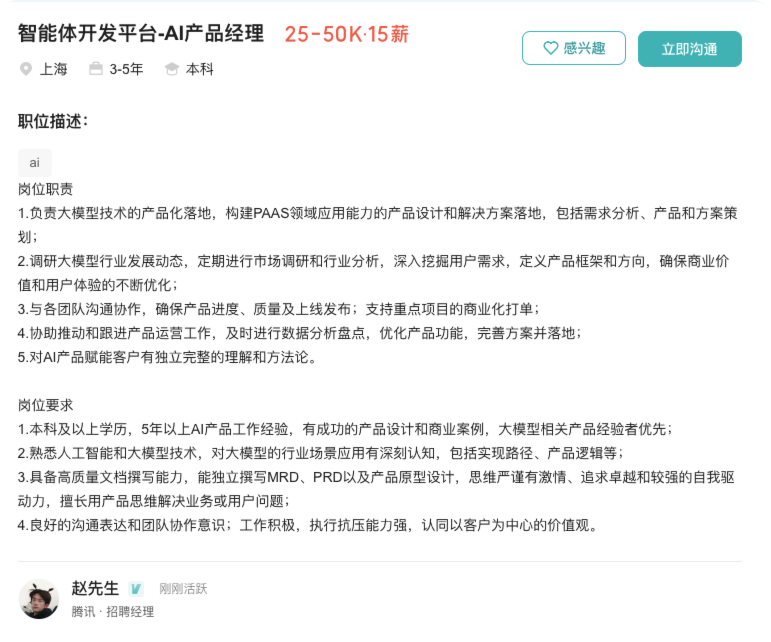 智能体开发平台-AI产品经理 25-50K·15薪
感兴趣 立即沟通
上海 3-5年 本科
职位描述:
ai
岗位职责
1.负责大模型技术的产品化落地，构建PAAS领域应用能力的产品设计和解决方案落地，包括需求分析、产品和方案策
划；
2.调研大模型行业发展动态，定期进行市场调研和行业分析，深入挖掘用户需求，定义产品框架和方向，确保商业价
值和用户体验的不断优化；
3.与各团队沟通协作，确保产品进度、质量及上线发布；支持重点项目的商业化打单；
4.协助推动和跟进产品运营工作，及时进行数据分析盘点，优化产品功能，完善方案并落地；
5.对AI产品赋能客户有独立完整的理解和方法论。
岗位要求
1.本科及以上学历，5年以上AI产品工作经验，有成功的产品设计和商业案例，大模型相关产品经验者优先；
2.熟悉人工智能和大模型技术，对大模型的行业场景应用有深刻认知，包括实现路径、产品逻辑等；
3.具备高质量文档撰写能力，能独立撰写MRD、PRD以及产品原型设计，思维严谨有激情、追求卓越和较强的自我驱
动力，擅长用产品思维解决业务或用户问题；
4.良好的沟通表达和团队协作意识；工作积极，执行抗压能力强，认同以客户为中心的价值观。
赵先生 刚刚活跃
腾讯 · 招聘经理